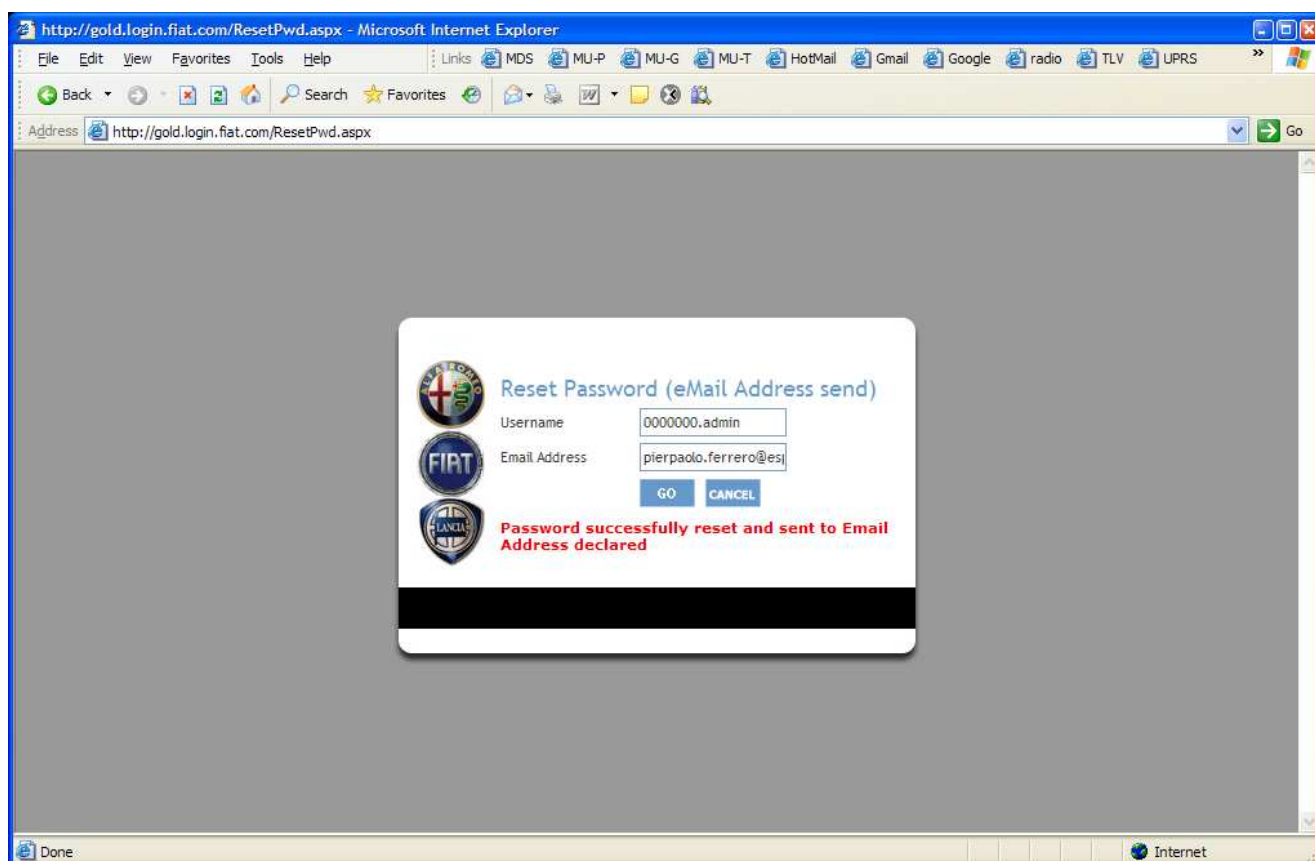 http://gold.login.fiat.com/ResetPwd.aspx - Microsoft Internet Explorer
File Edit View Favorites Tools Help Links MDS MU-P MU-G MU-T HotMail Gmail Google radio TLV UPRS »
Back Search Favorites
Address http://gold.login.fiat.com/ResetPwd.aspx Go
ALFA ROMEO
Reset Password (eMail Address send)
Username 0000000.admin
FIAT
Email Address pierpaolo.ferrero@esp
GO CANCEL
LANCIA
Password successfully reset and sent to Email
Address declared
Done Internet